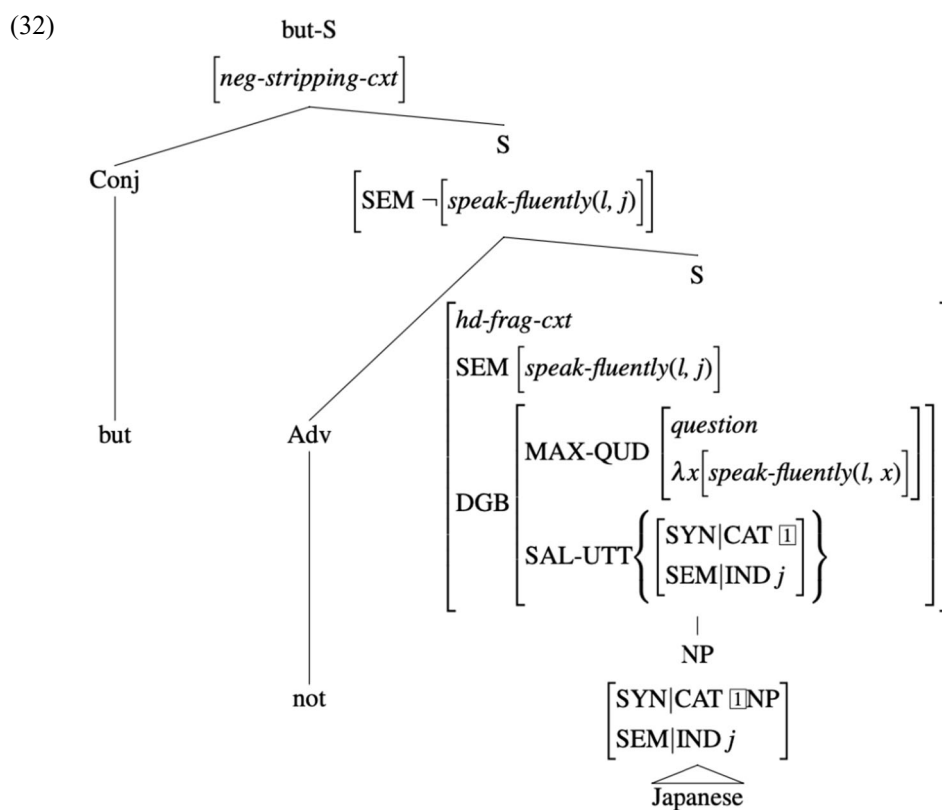 (32)
but-S
[neg-stripping-cxt]
S
Conj
[SEM ¬[speak-fluently(l, j)]]
S
hd-frag-cxt
SEM [speak-fluently(l, j)]
but
Adv
DGB
MAX-QUD
question
λx[speak-fluently(l, x)]
SAL-UTT
SYN|CAT 1
SEM|IND j
NP
not
SYN|CAT 1NP
SEM|IND j
Japanese